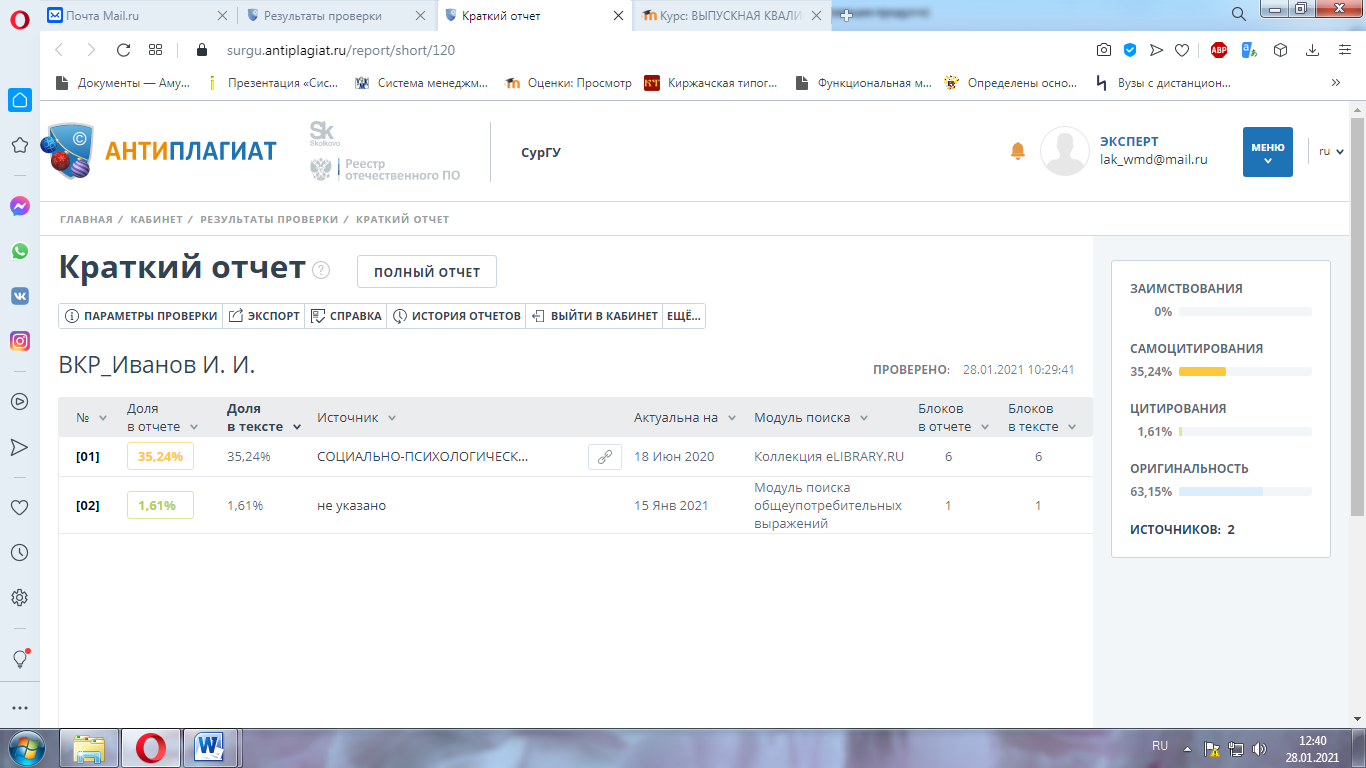 Почта Mail.ru
Результаты проверки
Краткий отчет
Курс: ВЫПУСКНАЯ КВАЛИ
surgu.antiplagiat.ru/report/short/120
ABP
Документы — Аму...
Презентация «Сис...
Система менеджм...
Оценки: Просмотр
КТ
Киржачская типог...
Функциональная м...
Определены осно...
Вузы с дистанцион...
©
АНТИПЛАГИАТ
Sk
Skolkovo
Реестр
отечественного ПО
СурГУ
ЭКСПЕРТ
lak_wmd@mail.ru
МЕНЮ
ru
ГЛАВНАЯ / КАБИНЕТ / РЕЗУЛЬТАТЫ ПРОВЕРКИ / КРАТКИЙ ОТЧЕТ
Краткий отчет ?
ПОЛНЫЙ ОТЧЕТ
ПАРАМЕТРЫ ПРОВЕРКИ
ЭКСПОРТ
СПРАВКА
ИСТОРИЯ ОТЧЕТОВ
ВЫЙТИ В КАБИНЕТ
ЕЩЁ...
ВКР_Иванов И. И.
ПРОВЕРЕНО: 28.01.2021 10:29:41
№
Доля
в отчете
Доля
в тексте
Источник
Актуальна на
Модуль поиска
Блоков
в отчете
Блоков
в тексте
[01]
35,24%
35,24%
СОЦИАЛЬНО-ПСИХОЛОГИЧЕСК...
18 Июн 2020
Коллекция eLIBRARY.RU
6
6
[02]
1,61%
1,61%
не указано
15 Янв 2021
Модуль поиска
общеупотребительных
выражений
1
1
ЗАИМСТВОВАНИЯ
0%
САМОЦИТИРОВАНИЯ
35,24%
ЦИТИРОВАНИЯ
1,61%
ОРИГИНАЛЬНОСТЬ
63,15%
ИСТОЧНИКОВ: 2
RU
12:40
28.01.2021